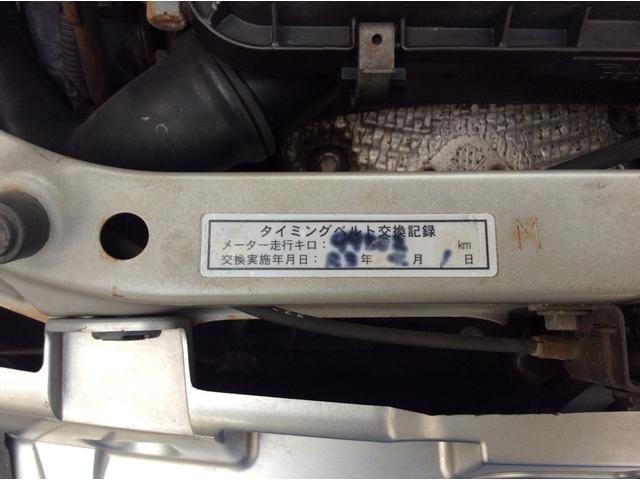 タイミングベルト交換記録
メーター走行キロ： km
交換実施年月日： 年 月 1 日
M